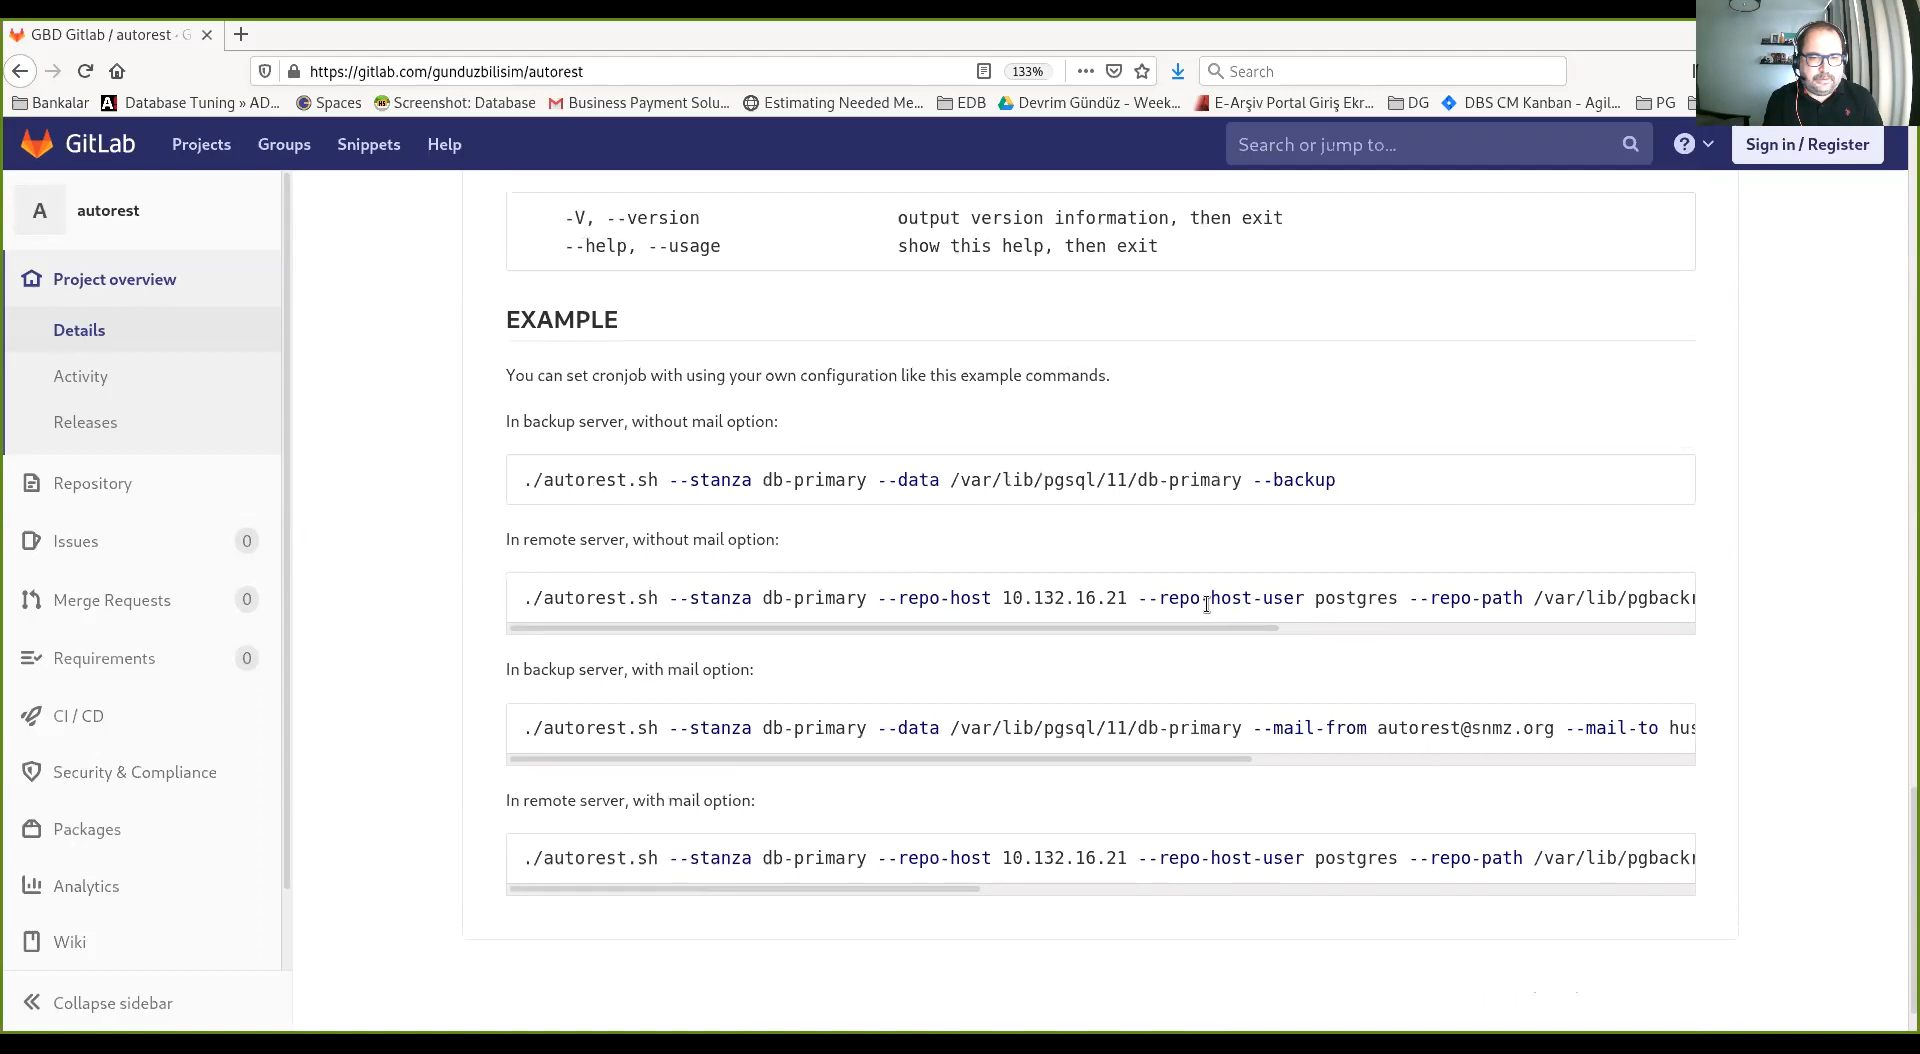 GBD Gitlab / autorest · G
https://gitlab.com/gunduzbilisim/autorest
133%
Search
Bankalar
Database Tuning » AD...
Spaces
Screenshot: Database
Business Payment Solu...
Estimating Needed Me...
EDB
Devrim Gündüz - Week...
E-Arşiv Portal Giriş Ekr...
DG
DBS CM Kanban - Agil...
PG
GitLab
Projects
Groups
Snippets
Help
Search or jump to...
Sign in / Register
A
autorest
Project overview
Details
Activity
Releases
Repository
Issues 0
Merge Requests 0
Requirements 0
CI / CD
Security & Compliance
Packages
Analytics
Wiki
Collapse sidebar
-V, --version output version information, then exit
--help, --usage show this help, then exit
EXAMPLE
You can set cronjob with using your own configuration like this example commands.
In backup server, without mail option:
./autorest.sh --stanza db-primary --data /var/lib/pgsql/11/db-primary --backup
In remote server, without mail option:
./autorest.sh --stanza db-primary --repo-host 10.132.16.21 --repo-host-user postgres --repo-path /var/lib/pgbackr
In backup server, with mail option:
./autorest.sh --stanza db-primary --data /var/lib/pgsql/11/db-primary --mail-from autorest@snmz.org --mail-to hus
In remote server, with mail option:
./autorest.sh --stanza db-primary --repo-host 10.132.16.21 --repo-host-user postgres --repo-path /var/lib/pgbackr